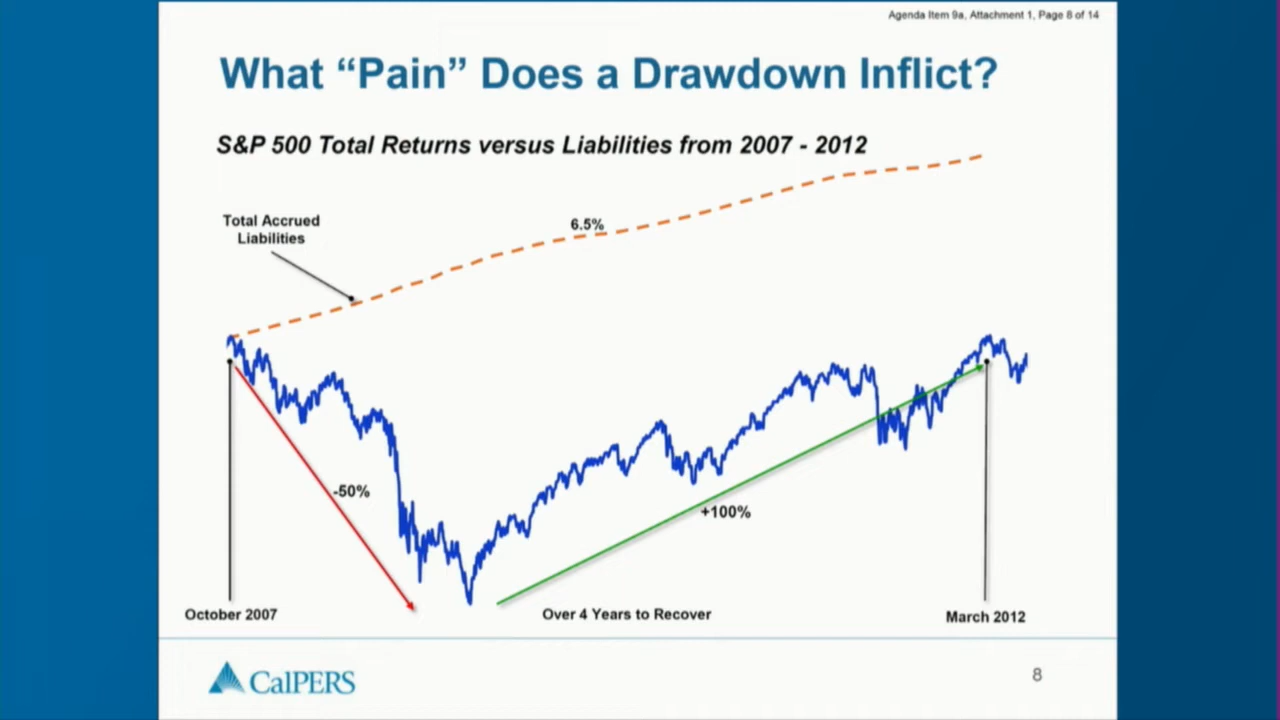 Agenda Item 9a, Attachment 1, Page 8 of 14
What “Pain” Does a Drawdown Inflict?
S&P 500 Total Returns versus Liabilities from 2007 - 2012
Total Accrued
Liabilities
6.5%
-50%
+100%
October 2007
Over 4 Years to Recover
March 2012
CalPERS
8